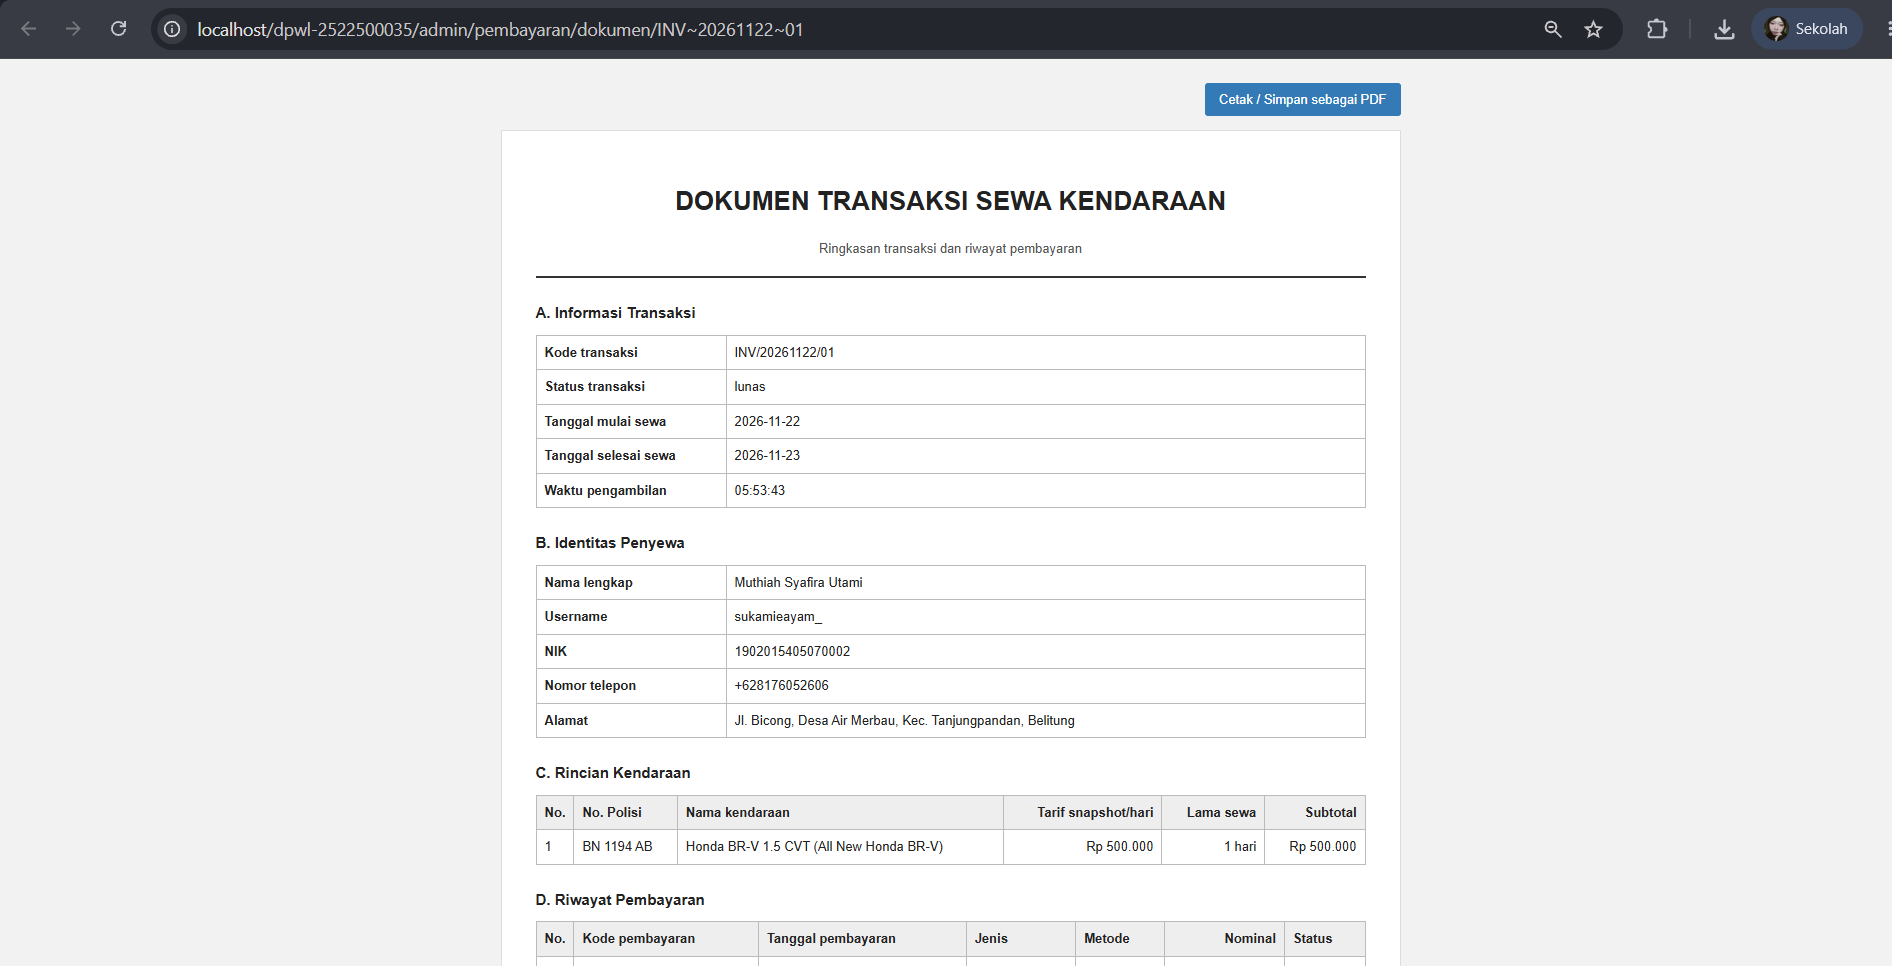 localhost/dpwl-2522500035/admin/pembayaran/dokumen/INV~20261122~01
Sekolah
Cetak / Simpan sebagai PDF
DOKUMEN TRANSAKSI SEWA KENDARAAN
Ringkasan transaksi dan riwayat pembayaran
A. Informasi Transaksi
Kode transaksi INV/20261122/01
Status transaksi lunas
Tanggal mulai sewa 2026-11-22
Tanggal selesai sewa 2026-11-23
Waktu pengambilan 05:53:43
B. Identitas Penyewa
Nama lengkap Muthiah Syafira Utami
Username sukamieayam_
NIK 1902015405070002
Nomor telepon +628176052606
Alamat Jl. Bicong, Desa Air Merbau, Kec. Tanjungpandan, Belitung
C. Rincian Kendaraan
No. No. Polisi Nama kendaraan Tarif snapshot/hari Lama sewa Subtotal
1 BN 1194 AB Honda BR-V 1.5 CVT (All New Honda BR-V) Rp 500.000 1 hari Rp 500.000
D. Riwayat Pembayaran
No. Kode pembayaran Tanggal pembayaran Jenis Metode Nominal Status